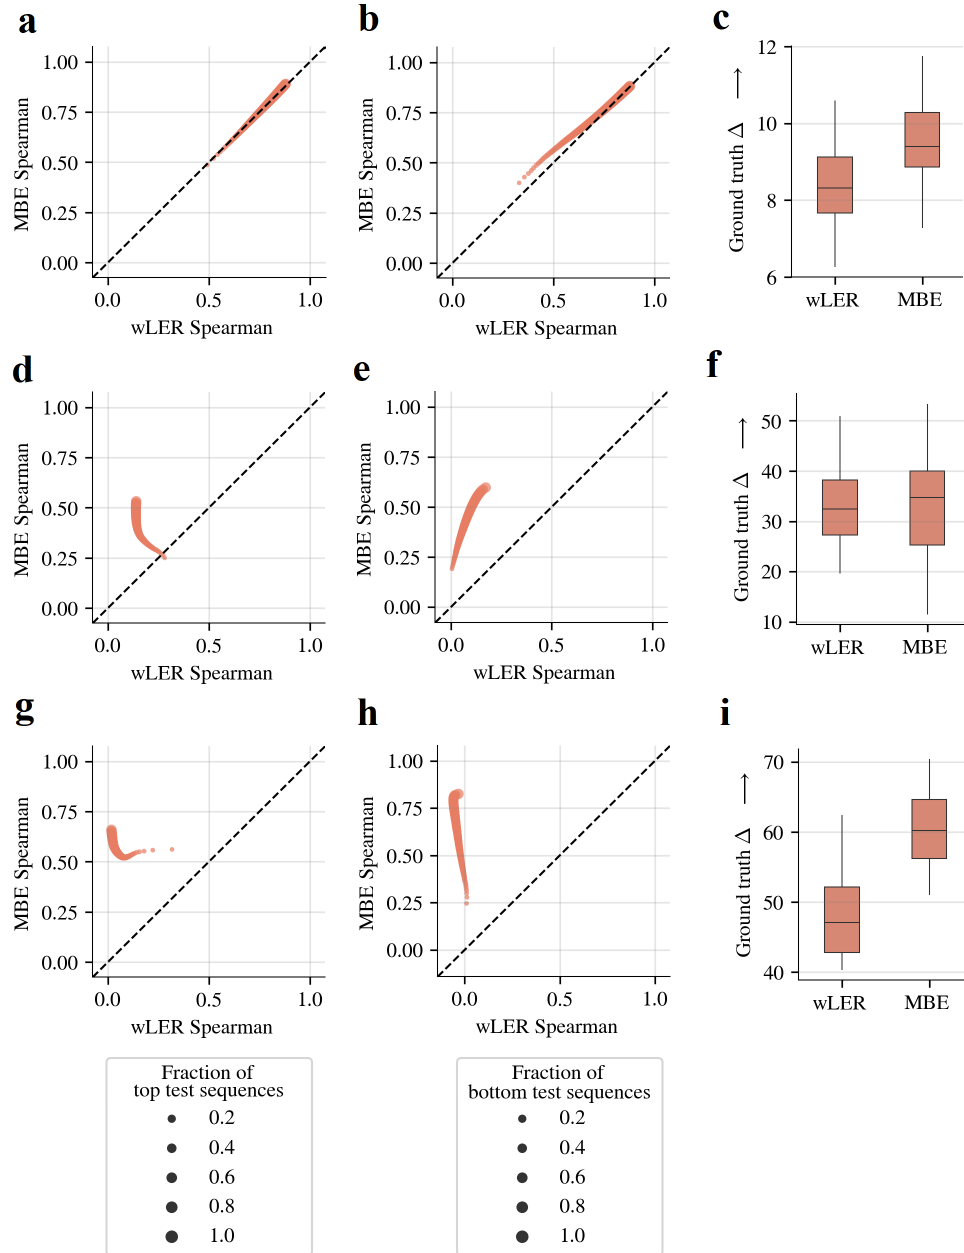 a
1.00
0.75
0.50
0.25
0.00
MBE Spearman
0.0
0.5
1.0
wLER Spearman
b
1.00
0.75
0.50
0.25
0.00
MBE Spearman
0.0
0.5
1.0
wLER Spearman
c
12
10
8
6
Ground truth Δ ⟶
wLER
MBE
d
1.00
0.75
0.50
0.25
0.00
MBE Spearman
0.0
0.5
1.0
wLER Spearman
e
1.00
0.75
0.50
0.25
0.00
MBE Spearman
0.0
0.5
1.0
wLER Spearman
f
50
40
30
20
10
Ground truth Δ ⟶
wLER
MBE
g
1.00
0.75
0.50
0.25
0.00
MBE Spearman
0.0
0.5
1.0
wLER Spearman
h
1.00
0.75
0.50
0.25
0.00
MBE Spearman
0.0
0.5
1.0
wLER Spearman
i
70
60
50
40
Ground truth Δ ⟶
wLER
MBE
Fraction of
top test sequences
0.2
0.4
0.6
0.8
1.0
Fraction of
bottom test sequences
0.2
0.4
0.6
0.8
1.0